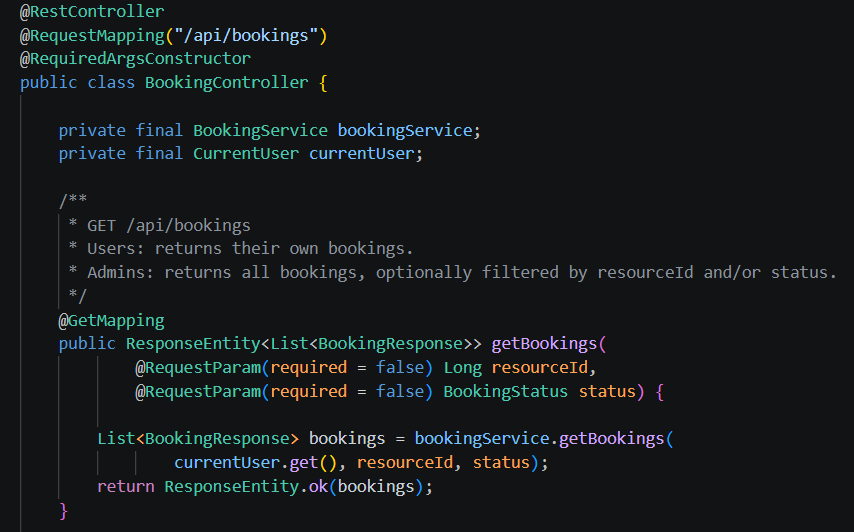 @RestController
@RequestMapping("/api/bookings")
@RequiredArgsConstructor
public class BookingController {
private final BookingService bookingService;
private final CurrentUser currentUser;
/**
* GET /api/bookings
* Users: returns their own bookings.
* Admins: returns all bookings, optionally filtered by resourceId and/or status.
*/
@GetMapping
public ResponseEntity<List<BookingResponse>> getBookings(
@RequestParam(required = false) Long resourceId,
@RequestParam(required = false) BookingStatus status) {
List<BookingResponse> bookings = bookingService.getBookings(
currentUser.get(), resourceId, status);
return ResponseEntity.ok(bookings);
}